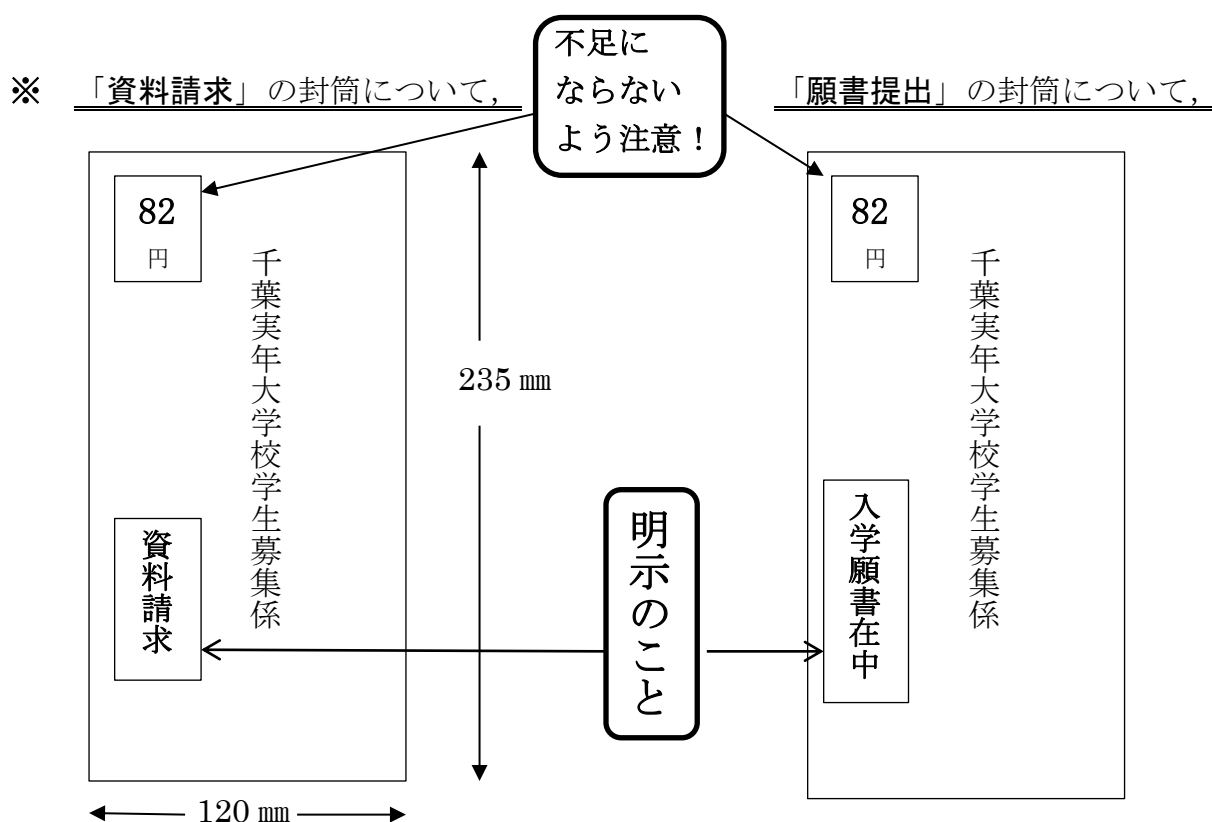 ※ 「資料請求」の封筒について,
不足に
ならない
よう注意！
「願書提出」の封筒について,
82
円
千葉実年大学校学生募集係
資料請求
235 ㎜
120 ㎜
明示のこと
82
円
千葉実年大学校学生募集係
入学願書在中